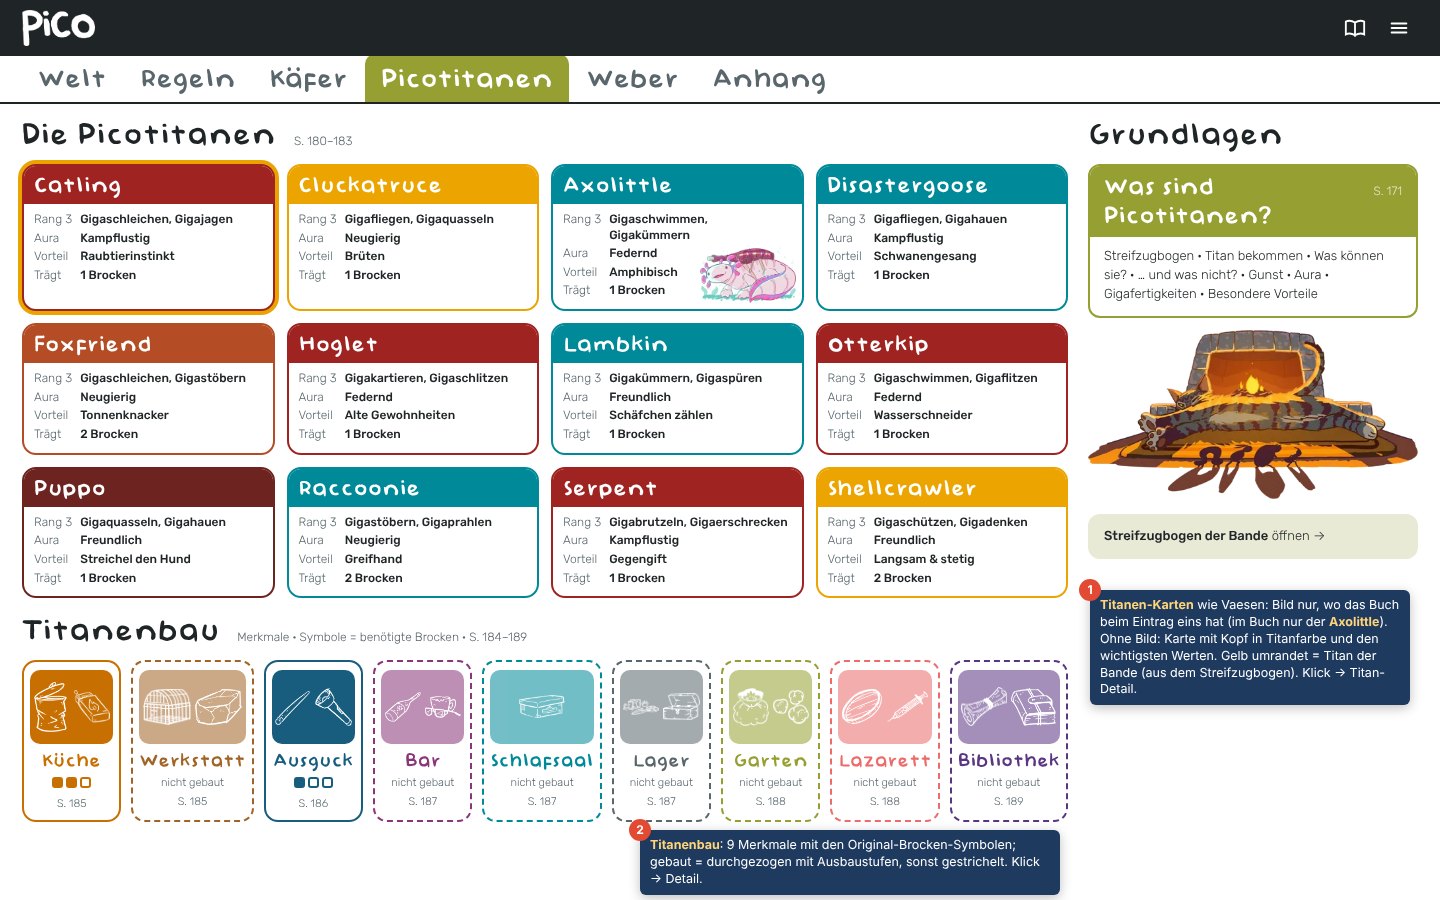 Pico
Welt Regeln Käfer Picotitanen Weber Anhang
Die Picotitanen S. 180–183
Catling
Rang 3 Gigaschleichen, Gigajagen
Aura Kampflustig
Vorteil Raubtierinstinkt
Trägt 1 Brocken
Cluckatruce
Rang 3 Gigafliegen, Gigaquasseln
Aura Neugierig
Vorteil Brüten
Trägt 1 Brocken
Axolittle
Rang 3 Gigaschwimmen,
Gigakümmern
Aura Federnd
Vorteil Amphibisch
Trägt 1 Brocken
Disastergoose
Rang 3 Gigafliegen, Gigahauen
Aura Kampflustig
Vorteil Schwanengesang
Trägt 1 Brocken
Foxfriend
Rang 3 Gigaschleichen, Gigastöbern
Aura Neugierig
Vorteil Tonnenknacker
Trägt 2 Brocken
Hoglet
Rang 3 Gigakartieren, Gigaschlitzen
Aura Federnd
Vorteil Alte Gewohnheiten
Trägt 1 Brocken
Lambkin
Rang 3 Gigakümmern, Gigaspüren
Aura Freundlich
Vorteil Schäfchen zählen
Trägt 1 Brocken
Otterkip
Rang 3 Gigaschwimmen, Gigaflitzen
Aura Federnd
Vorteil Wasserschneider
Trägt 1 Brocken
Puppo
Rang 3 Gigaquasseln, Gigahauen
Aura Freundlich
Vorteil Streichel den Hund
Trägt 1 Brocken
Raccoonie
Rang 3 Gigastöbern, Gigaprahlen
Aura Neugierig
Vorteil Greifhand
Trägt 2 Brocken
Serpent
Rang 3 Gigabrutzeln, Gigaerschrecken
Aura Kampflustig
Vorteil Gegengift
Trägt 1 Brocken
Shellcrawler
Rang 3 Gigaschützen, Gigadenken
Aura Freundlich
Vorteil Langsam & stetig
Trägt 2 Brocken
Titanenbau Merkmale • Symbole = benötigte Brocken • S. 184–189
Küche
S. 185
Werkstatt
nicht gebaut
S. 185
Ausguck
S. 186
Bar
nicht gebaut
S. 187
Schlafsaal
nicht gebaut
S. 187
Lager
nicht gebaut
S. 187
Garten
nicht gebaut
S. 188
Lazarett
nicht gebaut
S. 188
Bibliothek
nicht gebaut
S. 189
2
Titanenbau: 9 Merkmale mit den Original-Brocken-Symbolen;
gebaut = durchgezogen mit Ausbaustufen, sonst gestrichelt. Klick
→ Detail.
Grundlagen
Was sind S. 171
Picotitanen?
Streifzugbogen • Titan bekommen • Was können
sie? • … und was nicht? • Gunst • Aura •
Gigafertigkeiten • Besondere Vorteile
Streifzugbogen der Bande öffnen →
1
Titanen-Karten wie Vaesen: Bild nur, wo das Buch
beim Eintrag eins hat (im Buch nur der Axolittle).
Ohne Bild: Karte mit Kopf in Titanfarbe und den
wichtigsten Werten. Gelb umrandet = Titan der
Bande (aus dem Streifzugbogen). Klick → Titan-
Detail.